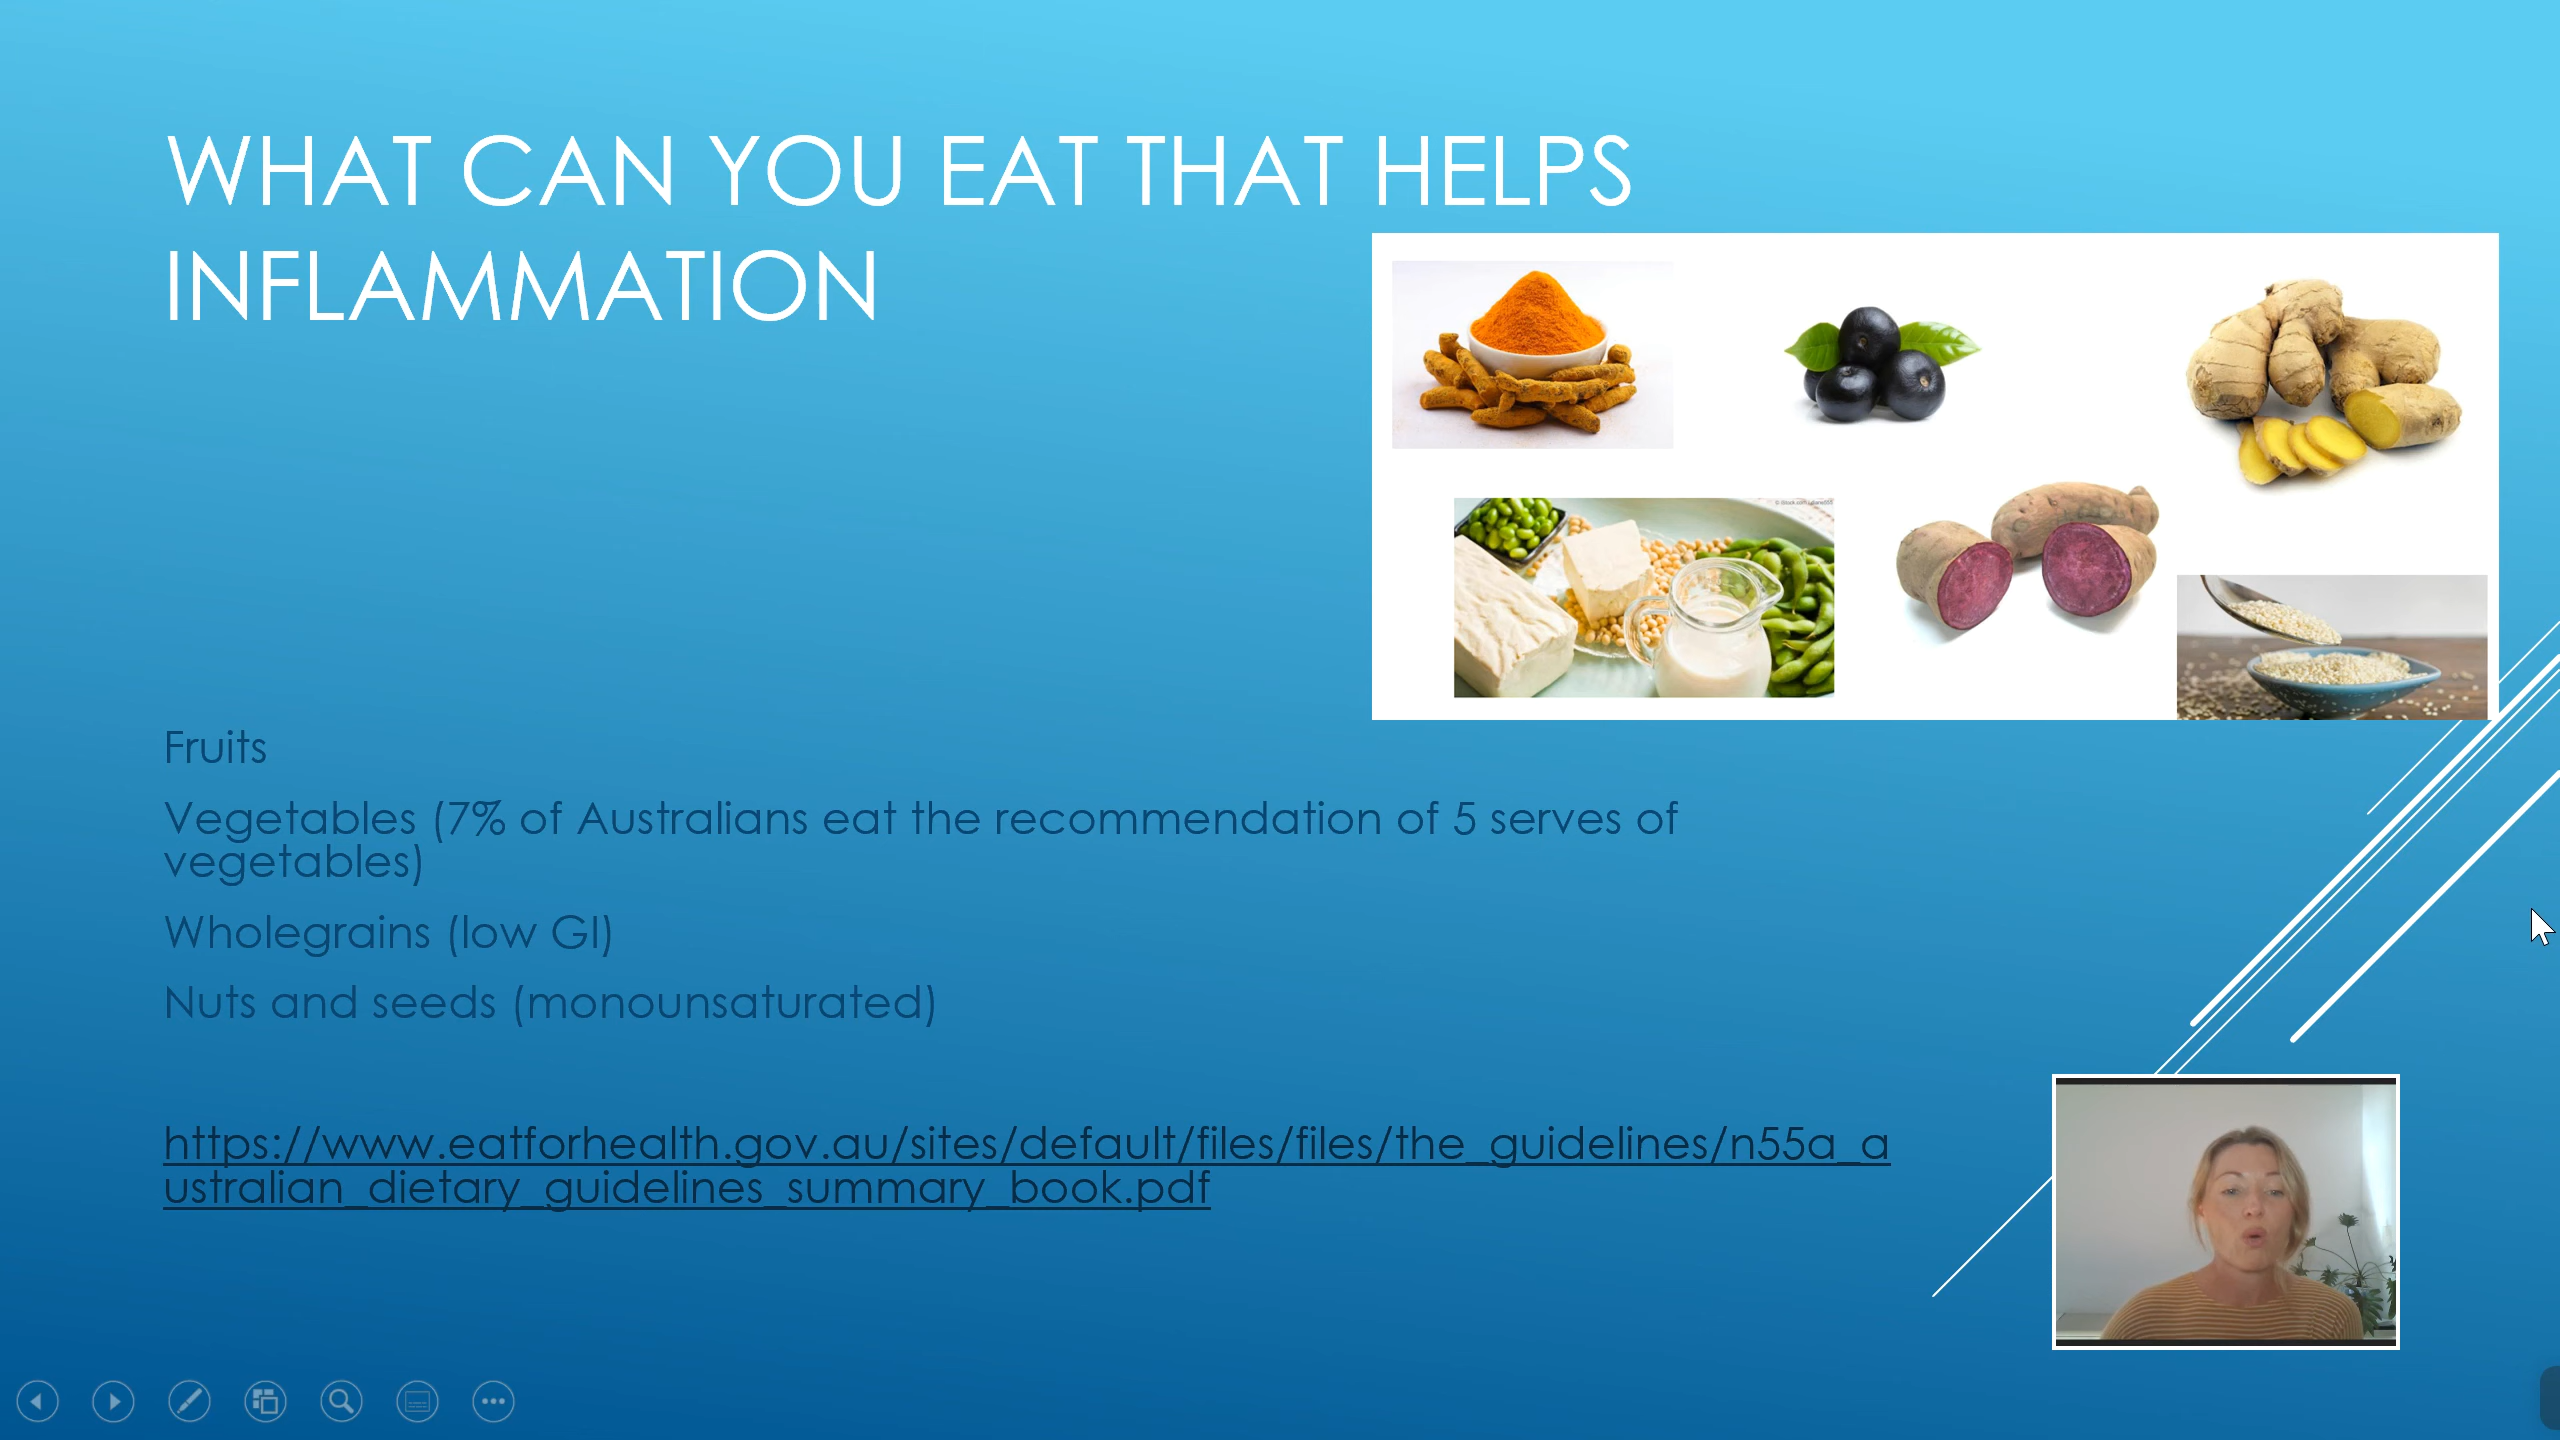 WHAT CAN YOU EAT THAT HELPS
INFLAMMATION
Fruits
Vegetables (7% of Australians eat the recommendation of 5 serves of
vegetables)
Wholegrains (low GI)
Nuts and seeds (monounsaturated)
https://www.eatforhealth.gov.au/sites/default/files/files/the_guidelines/n55a_a
ustralian_dietary_guidelines_summary_book.pdf